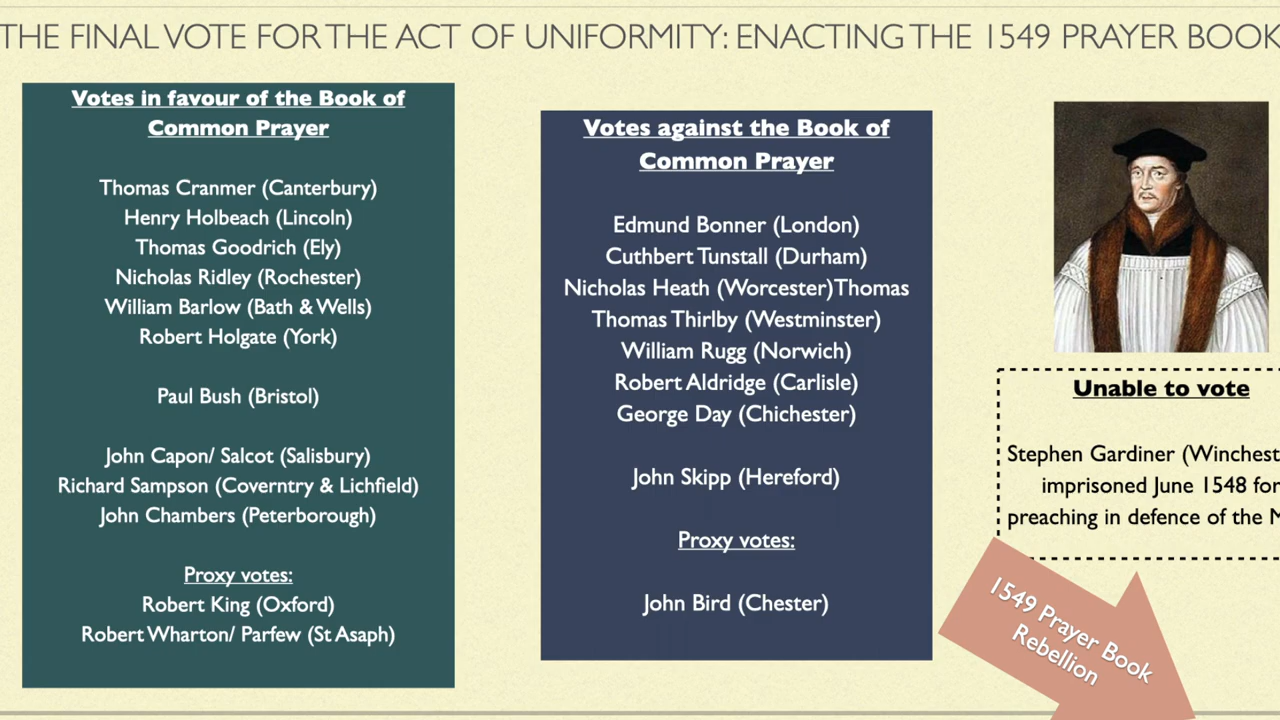 THE FINAL VOTE FOR THE ACT OF UNIFORMITY: ENACTING THE 1549 PRAYER BOOK
Votes in favour of the Book of
Common Prayer
Thomas Cranmer (Canterbury)
Henry Holbeach (Lincoln)
Thomas Goodrich (Ely)
Nicholas Ridley (Rochester)
William Barlow (Bath & Wells)
Robert Holgate (York)
Paul Bush (Bristol)
John Capon/ Salcot (Salisbury)
Richard Sampson (Coverntry & Lichfield)
John Chambers (Peterborough)
Proxy votes:
Robert King (Oxford)
Robert Wharton/ Parfew (St Asaph)
Votes against the Book of
Common Prayer
Edmund Bonner (London)
Cuthbert Tunstall (Durham)
Nicholas Heath (Worcester)Thomas
Thomas Thirlby (Westminster)
William Rugg (Norwich)
Robert Aldridge (Carlisle)
George Day (Chichester)
John Skipp (Hereford)
Proxy votes:
John Bird (Chester)
Unable to vote
Stephen Gardiner (Winchest
imprisoned June 1548 for
preaching in defence of the M
1549 Prayer Book
Rebellion